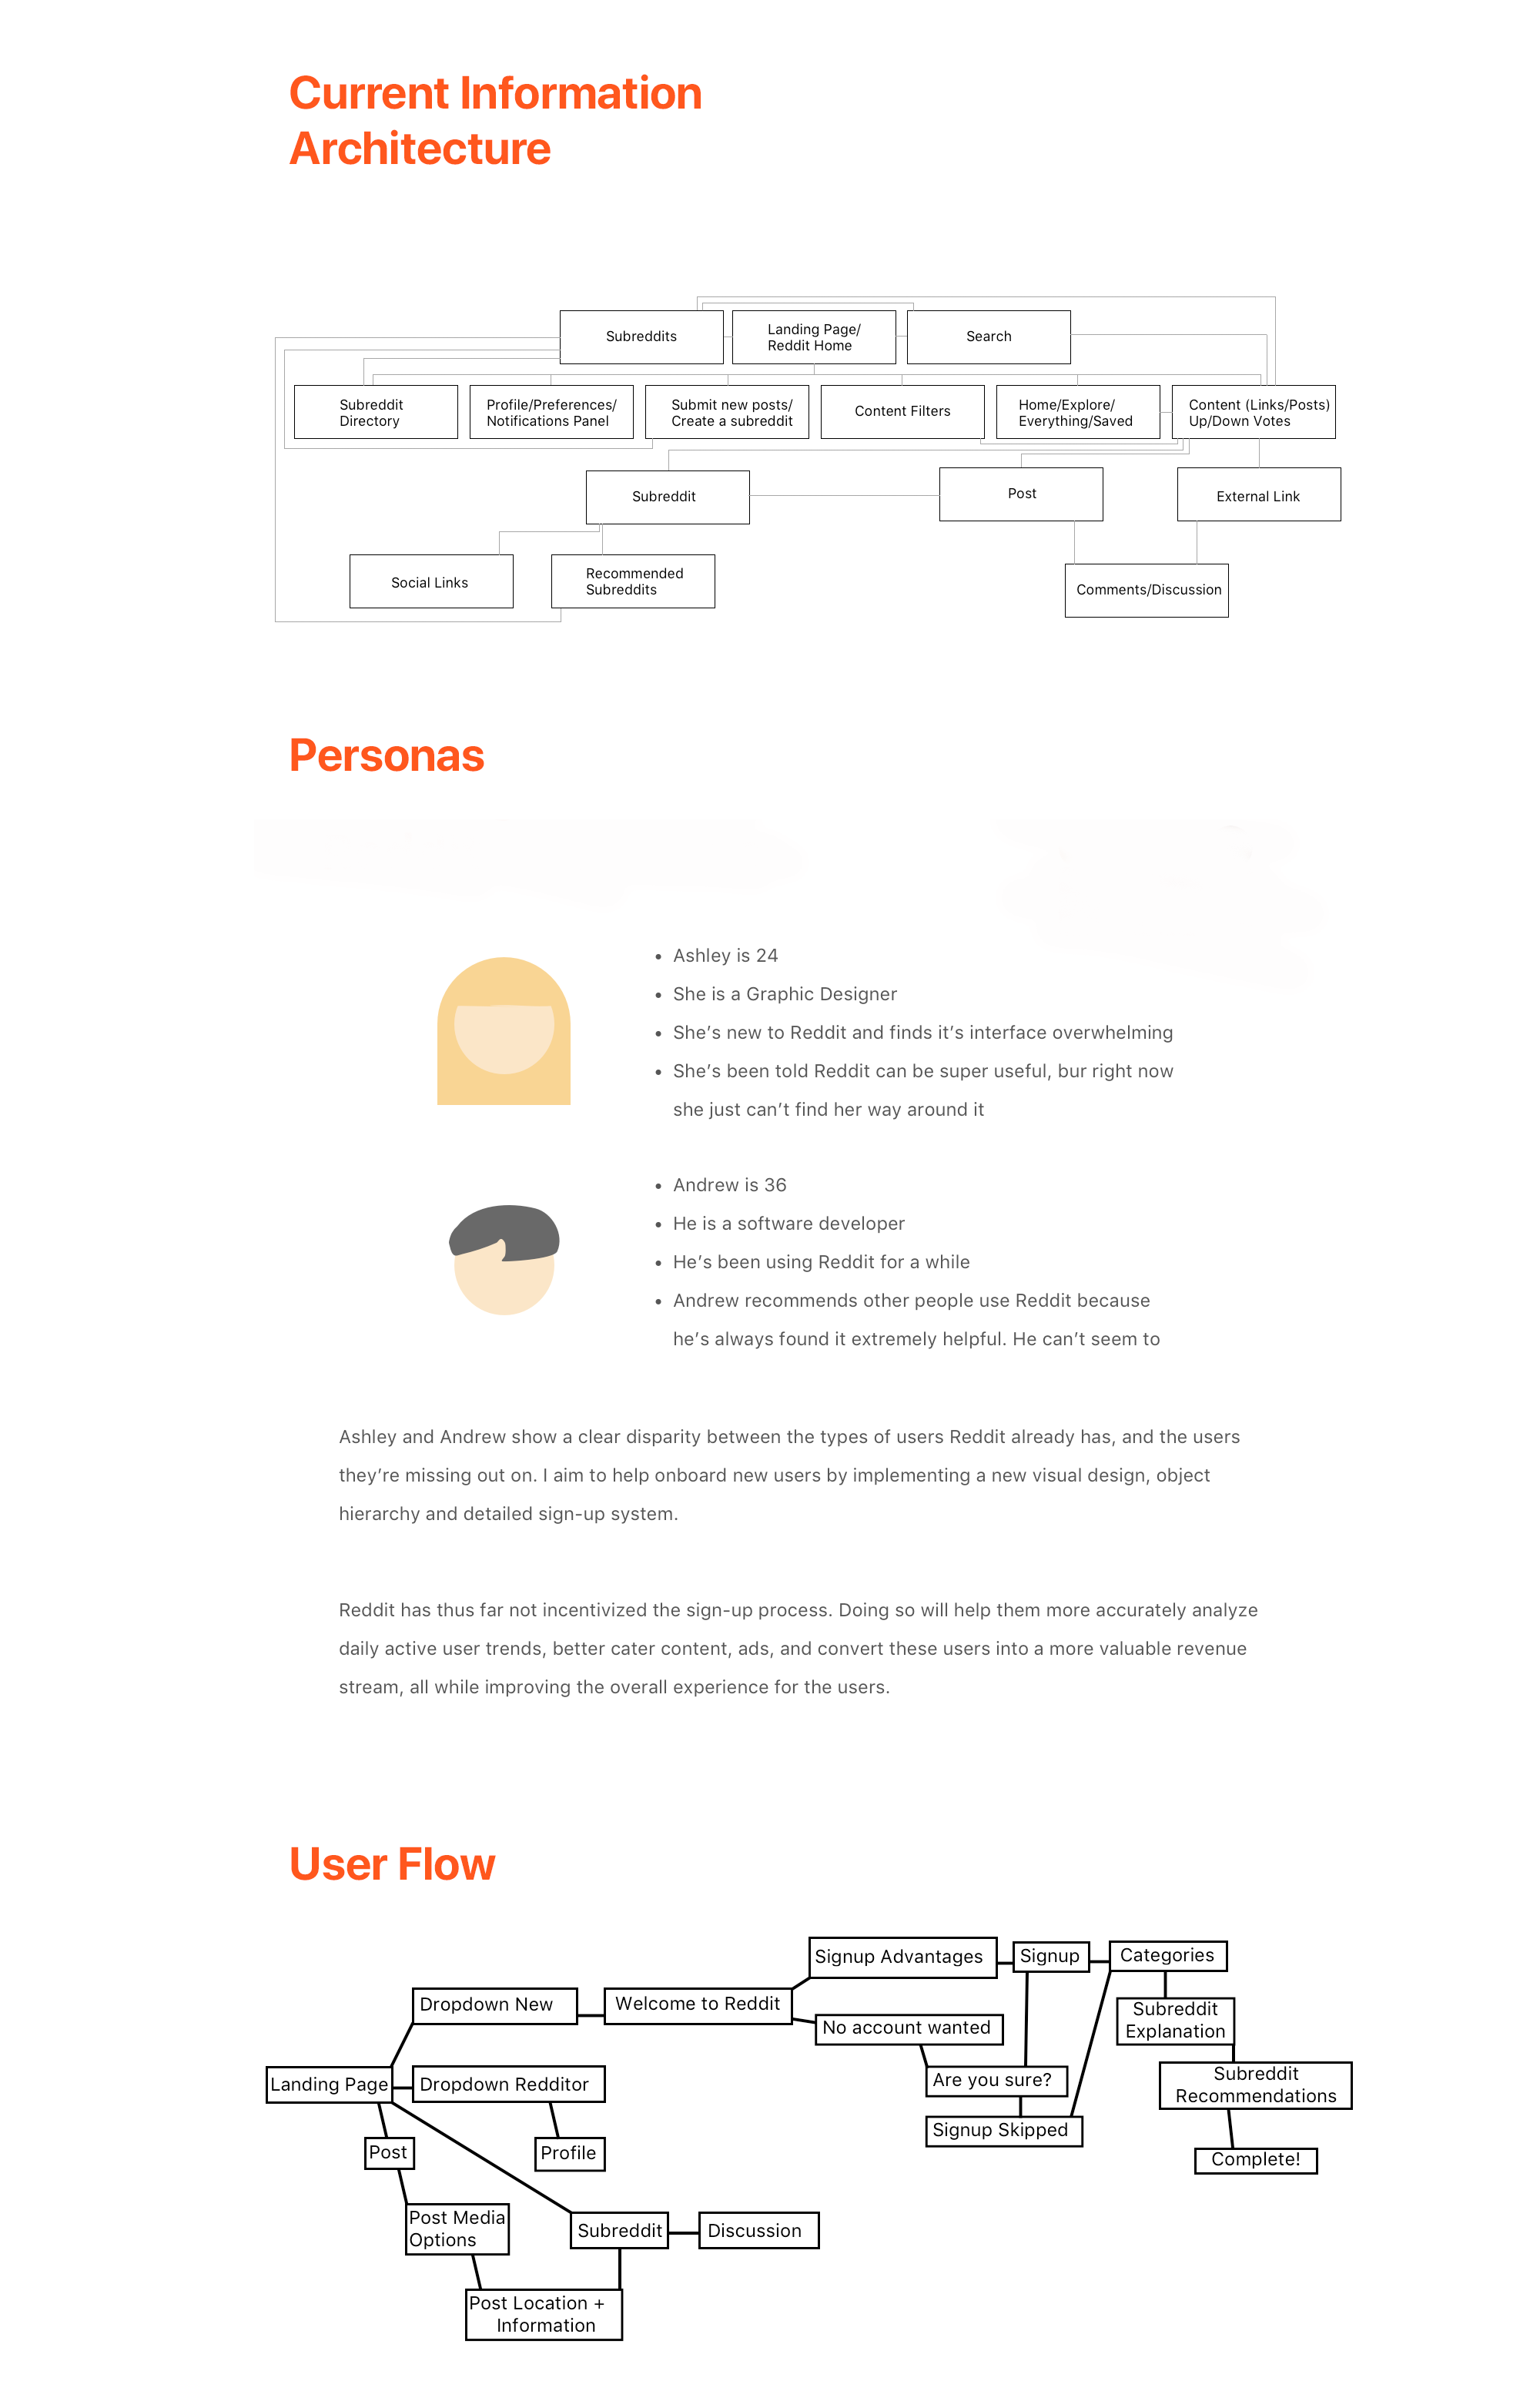 Current Information
Architecture
Subreddits
Landing Page/
Reddit Home
Search
Subreddit
Directory
Profile/Preferences/
Notifications Panel
Submit new posts/
Create a subreddit
Content Filters
Home/Explore/
Everything/Saved
Content (Links/Posts)
Up/Down Votes
Subreddit
Post
External Link
Social Links
Recommended
Subreddits
Comments/Discussion
Personas
• Ashley is 24
• She is a Graphic Designer
• She’s new to Reddit and finds it’s interface overwhelming
• She’s been told Reddit can be super useful, bur right now
she just can’t find her way around it
• Andrew is 36
• He is a software developer
• He’s been using Reddit for a while
• Andrew recommends other people use Reddit because
he’s always found it extremely helpful. He can’t seem to
Ashley and Andrew show a clear disparity between the types of users Reddit already has, and the users
they’re missing out on. I aim to help onboard new users by implementing a new visual design, object
hierarchy and detailed sign-up system.
Reddit has thus far not incentivized the sign-up process. Doing so will help them more accurately analyze
daily active user trends, better cater content, ads, and convert these users into a more valuable revenue
stream, all while improving the overall experience for the users.
User Flow
Signup Advantages
Signup
Categories
Dropdown New
Welcome to Reddit
No account wanted
Subreddit
Explanation
Landing Page
Dropdown Redditor
Are you sure?
Subreddit
Recommendations
Signup Skipped
Post
Profile
Complete!
Post Media
Options
Subreddit
Discussion
Post Location +
Information